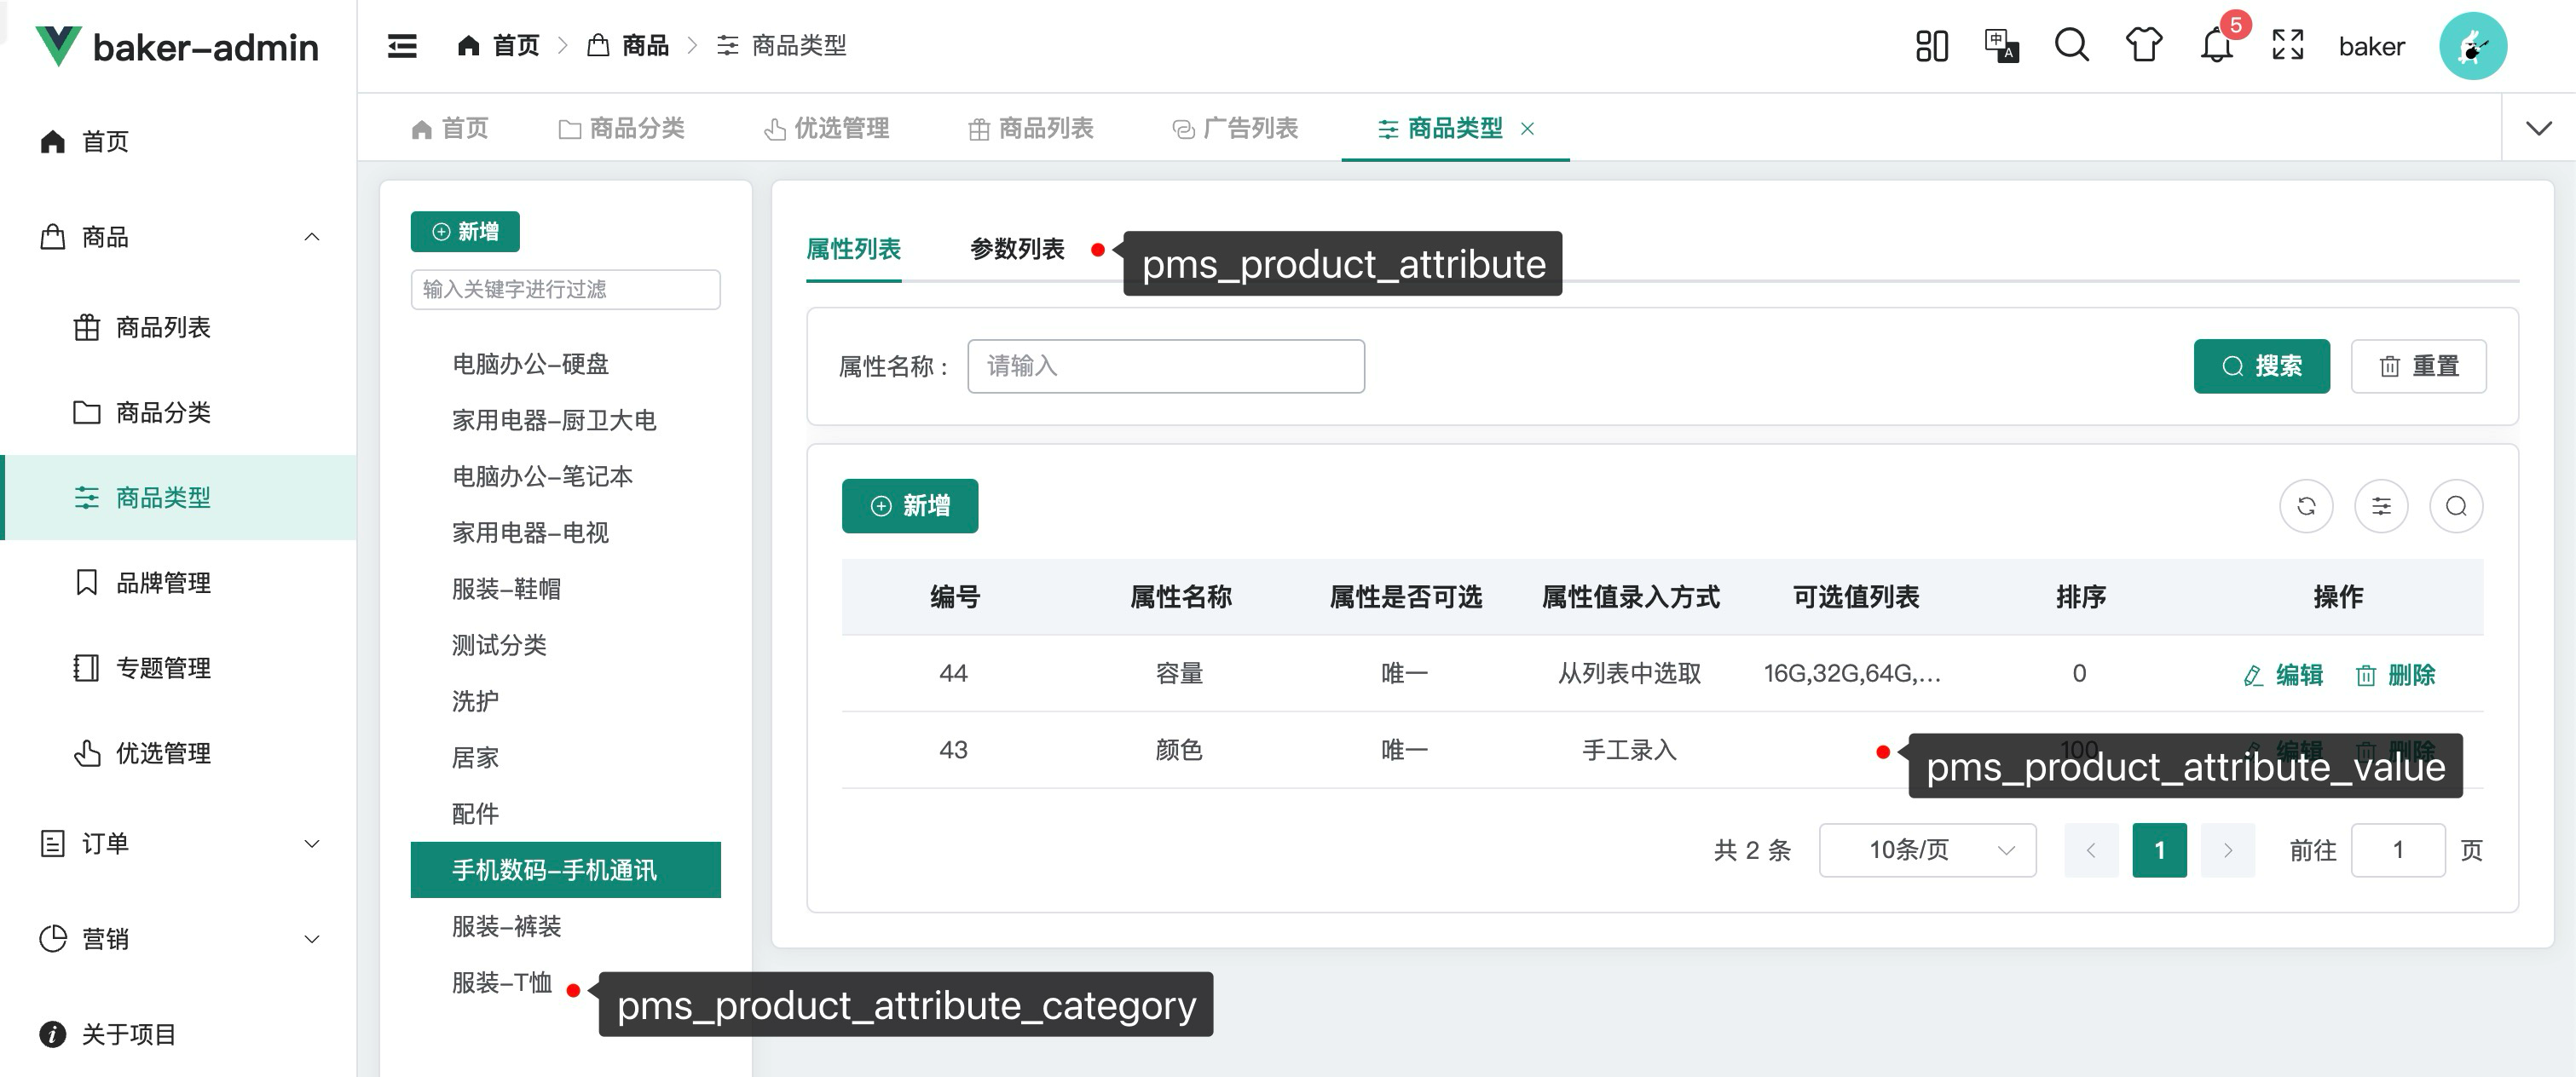 baker-admin
首页
商品
商品列表
商品分类
商品类型
品牌管理
专题管理
优选管理
订单
营销
关于项目
首页 商品 商品类型
中 A
5
baker
首页 商品分类 优选管理 商品列表 广告列表 商品类型
新增
输入关键字进行过滤
电脑办公-硬盘
家用电器-厨卫大电
电脑办公-笔记本
家用电器-电视
服装-鞋帽
测试分类
洗护
居家
配件
手机数码-手机通讯
服装-裤装
服装-T恤
pms_product_attribute_category
属性列表 参数列表
pms_product_attribute
属性名称： 请输入 搜索 重置
新增
编号 属性名称 属性是否可选 属性值录入方式 可选值列表 排序 操作
44 容量 唯一 从列表中选取 16G,32G,64G,... 0 编辑 删除
43 颜色 唯一 手工录入 100 编辑 删除
pms_product_attribute_value
共 2 条 10条/页 1 前往 1 页